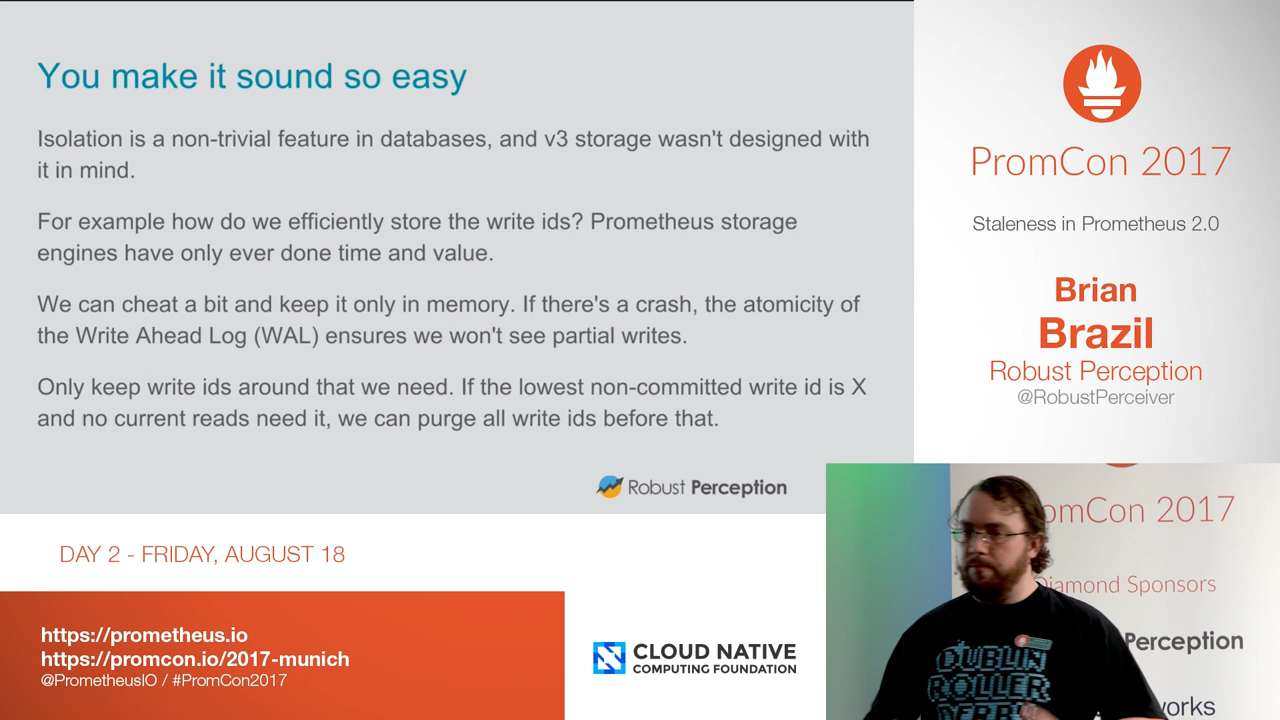 You make it sound so easy
Isolation is a non-trivial feature in databases, and v3 storage wasn't designed with
it in mind.
For example how do we efficiently store the write ids? Prometheus storage
engines have only ever done time and value.
We can cheat a bit and keep it only in memory. If there's a crash, the atomicity of
the Write Ahead Log (WAL) ensures we won't see partial writes.
Only keep write ids around that we need. If the lowest non-committed write id is X
and no current reads need it, we can purge all write ids before that.
Robust Perception
PromCon 2017
Staleness in Prometheus 2.0
Brian
Brazil
Robust Perception
@RobustPerceiver
DAY 2 - FRIDAY, AUGUST 18
https://prometheus.io
https://promcon.io/2017-munich
@PrometheusIO / #PromCon2017
CLOUD NATIVE
COMPUTING FOUNDATION
omCon 2017
Diamond Sponsors
Perception
works
DUBLIN
ROLLER
DERBY